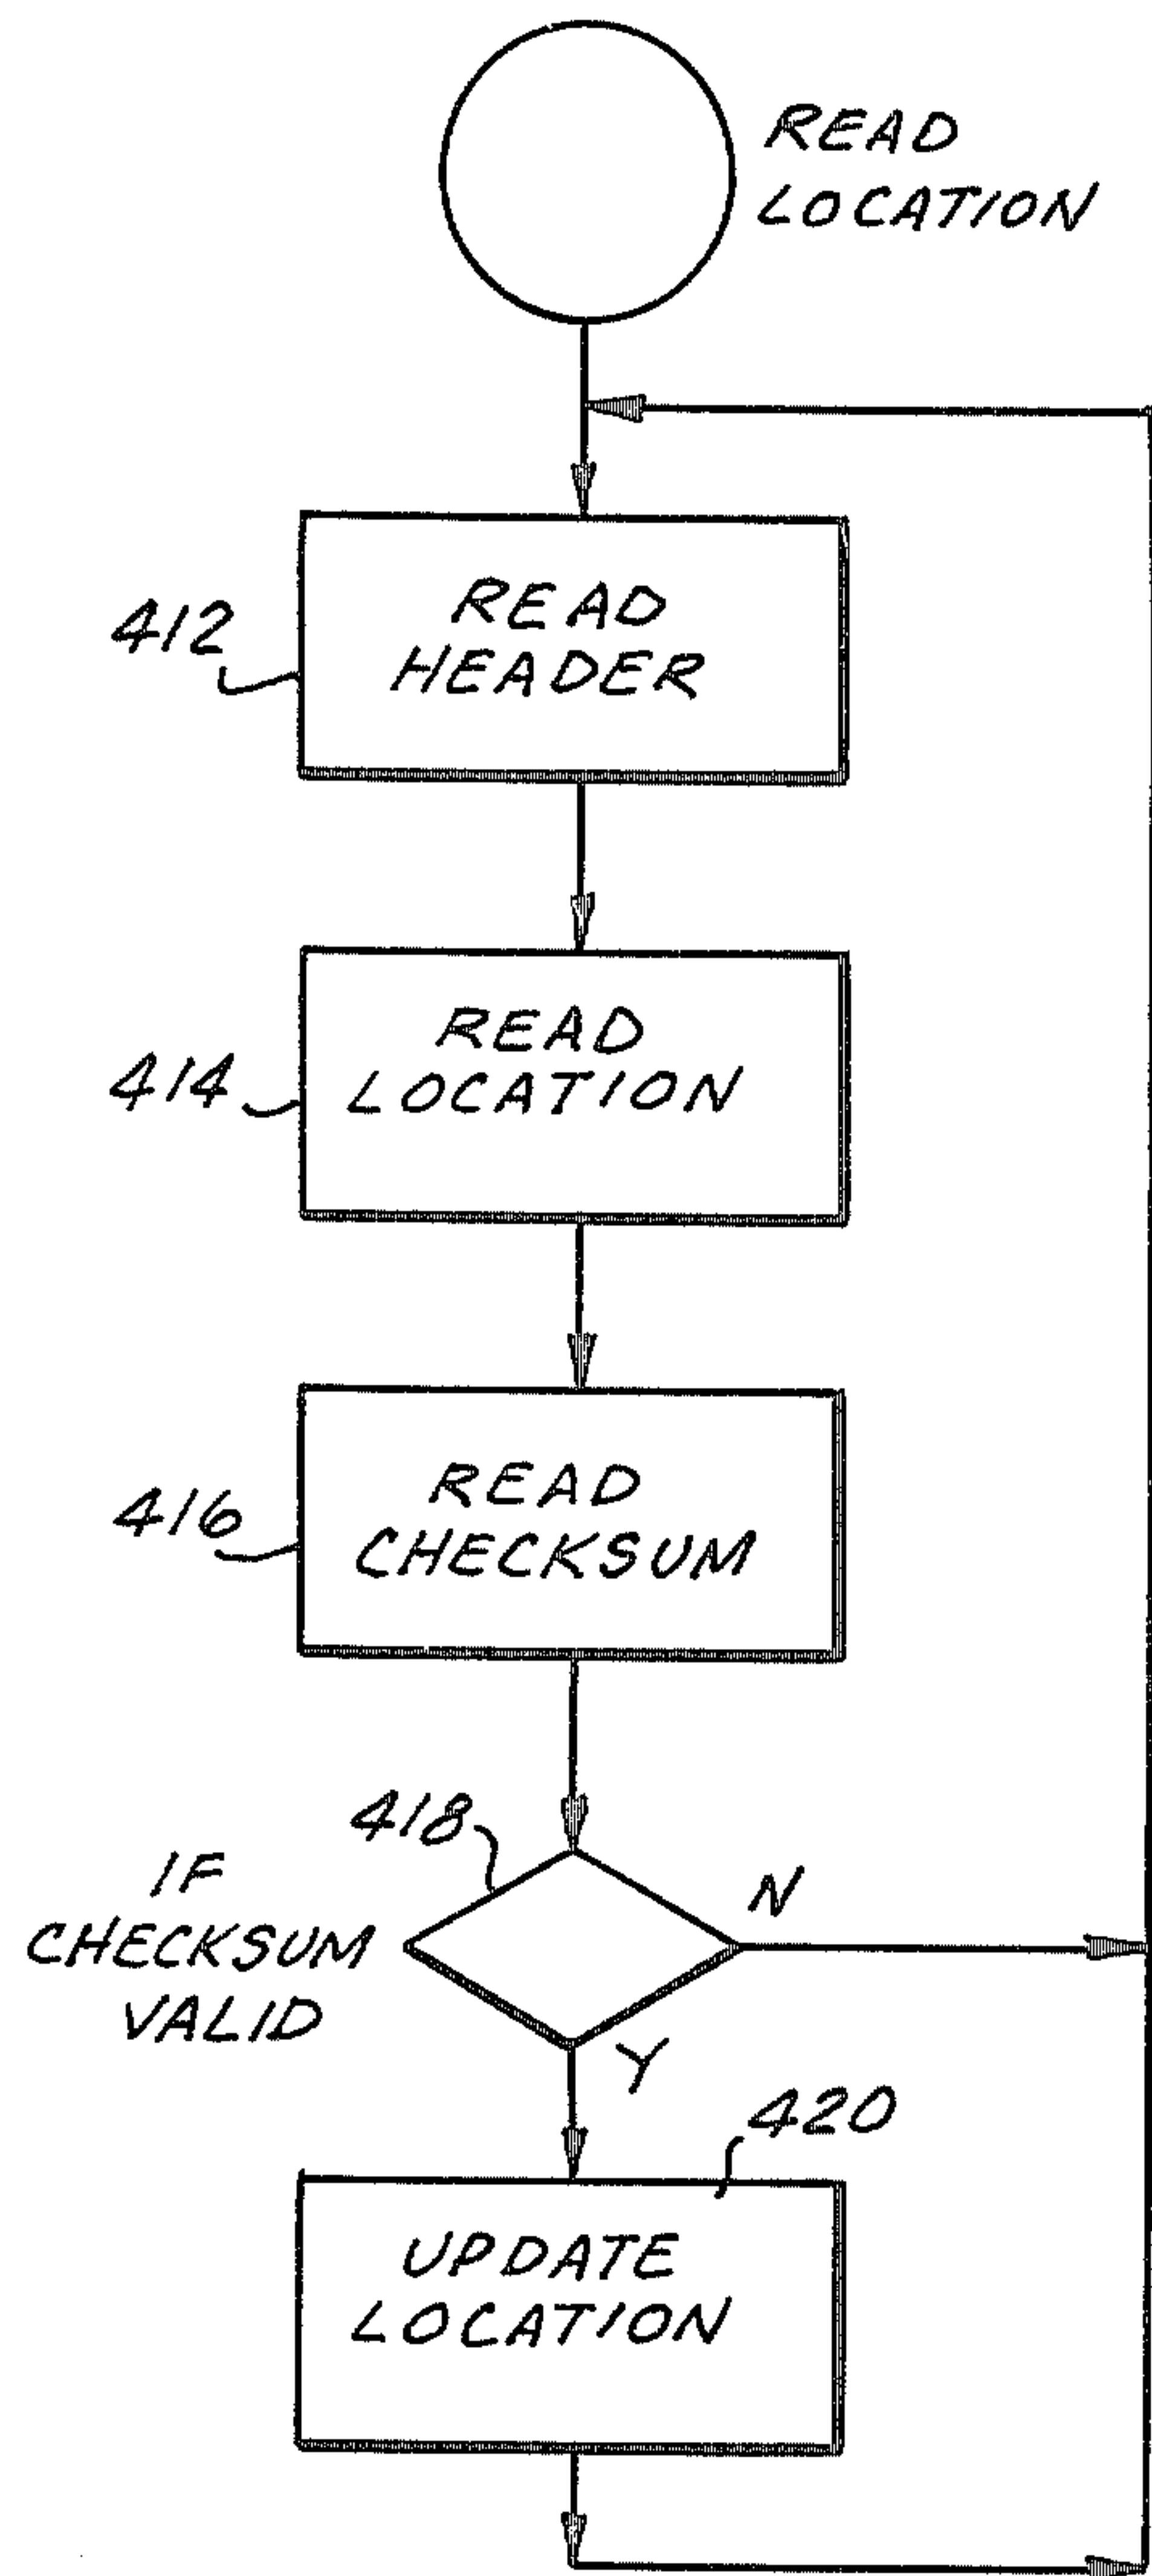 READ
LOCATION
412
READ
HEADER
414
READ
LOCATION
416
READ
CHECKSUM
418
IF
CHECKSUM
VALID
N
Y
420
UPDATE
LOCATION